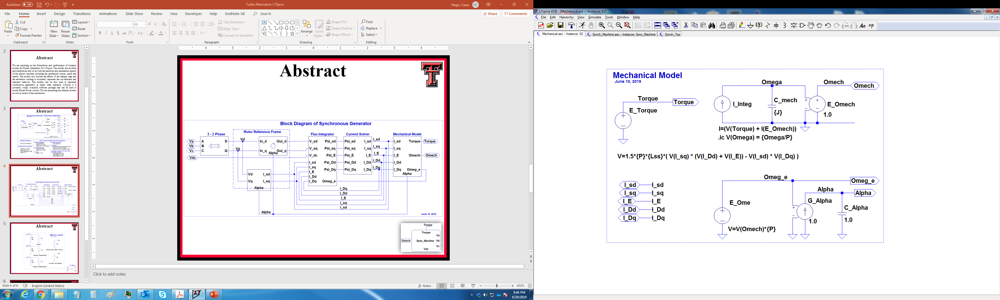 AutoSave Off
Turbo Alternators LTSpice
Negri, Cesar NC
File Home Insert Design Transitions Animations Slide Show Review View Developer Help EndNote X8 Search
Share Comments
Paste
Cut
Copy
Format Painter
Clipboard
New Slide
Reuse Slides
Layout
Reset
Section
Slides
48
Font
Text Direction
Align Text
Convert to SmartArt
Paragraph
Arrange
Quick Styles
Shape Fill
Shape Outline
Shape Effects
Drawing
Find
Replace
Select
Editing
2
Abstract
We are reporting on the formulation and performance of dynamic
models for Pulsed Alternators for LTspice. The models are modular
and hierarchical and cover both the electrical and mechanical aspects
of the electric machine including the mechanical torque, speed and
inertia. The models also include the effects of the damper cage and
the excitation winding to accurately represent the sub-transient and
transient behavior. The models can be also used to represent
synchronous generators in steady state operation. LTspice is a
powerful, widely available software package that can be used to
model Pulsed Power circuits. We are presenting the detailed models
as well as results of the simulations.
3
Abstract
Synchronous Alternator - Pulse Power Application
4
Abstract
5
Abstract
ABC (3) to αβ (2)
6
Abstract
Block Diagram of Synchronous Generator
3 - 2 Phase
Rotor Reference Frame
Flux Integrator
Current Solver
Mechanical Model
Va
Vb
Vc
Vdc
A
B
C
D
Q
Vd
Vq
In_d Out_d
In_q Out_q
Alpha
Vd I_sd
Vq I_sq
Alpha
V_sd Psi_sd
V_sq Psi_sq
V_dc Psi_E
I_sd Psi_Dd
I_sq
I_E Psi_Dq
I_Dd
I_Dq Omeg_e
Psi_sd I_sd
Psi_sq I_sq
Psi_E I_E
Psi_Dd I_Dd
Psi_Dq I_Dq
I_sd
I_sq
I_E
I_Dd
I_Dq
I_sd Torque
I_sq
I_E Omech
I_Dd
I_Dq Omeg_e
Alpha
Torque
Omech
I_Dq
I_Dd
I_E
I_sq
I_sd
Alpha
June 10, 2019
Torque
Torque
Omech
Sync_Machine
Va
Vb
Vc
Vdc
Click to add notes
Slide 4 of 6 English (United States)
Notes
102%
9:46 PM
6/20/2019
LTspice XVII - [Mechanical.asc -- Instance: X2]
File Edit Hierarchy View Simulate Tools Window Help
Mechanical.asc -- Instance: X2
Synch_Machine.asc -- Instance: Sync_Machine
Synch_Top
Mechanical Model
June 10, 2019
Torque
Torque
E_Torque
Omega
Omech
Omech
I_Integ
C_mech
{J}
E_Omech
1.0
I=(V(Torque) + I(E_Omech))
.ic V(Omega) = {Omega/P}
V=1.5*{P}*{Lss}*( V(I_sq) * (V(I_Dd) + V(I_E)) - V(I_sd) * V(I_Dq) )
I_sd I_sd
I_sq I_sq
I_E I_E
I_Dd I_Dd
I_Dq I_Dq
Omeg_e
Omeg_e
Alpha
Alpha
E_Ome
G_Alpha
1.0
C_Alpha
1.0
V=V(Omech)*{P}